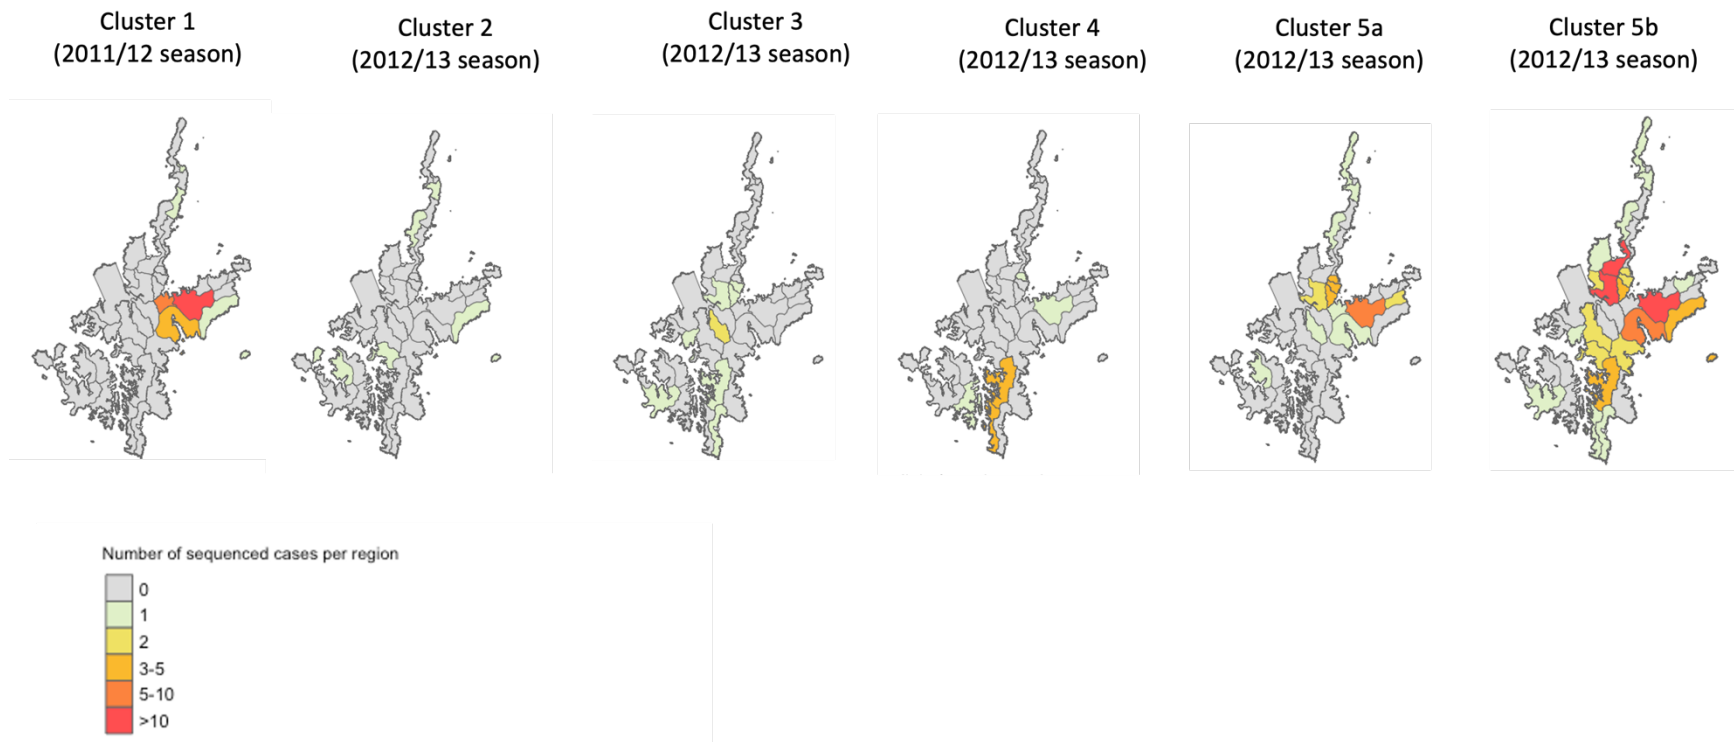 Cluster 1
(2011/12 season)
Cluster 2
(2012/13 season)
Cluster 3
(2012/13 season)
Cluster 4
(2012/13 season)
Cluster 5a
(2012/13 season)
Cluster 5b
(2012/13 season)
Number of sequenced cases per region
0
1
2
3-5
5-10
>10